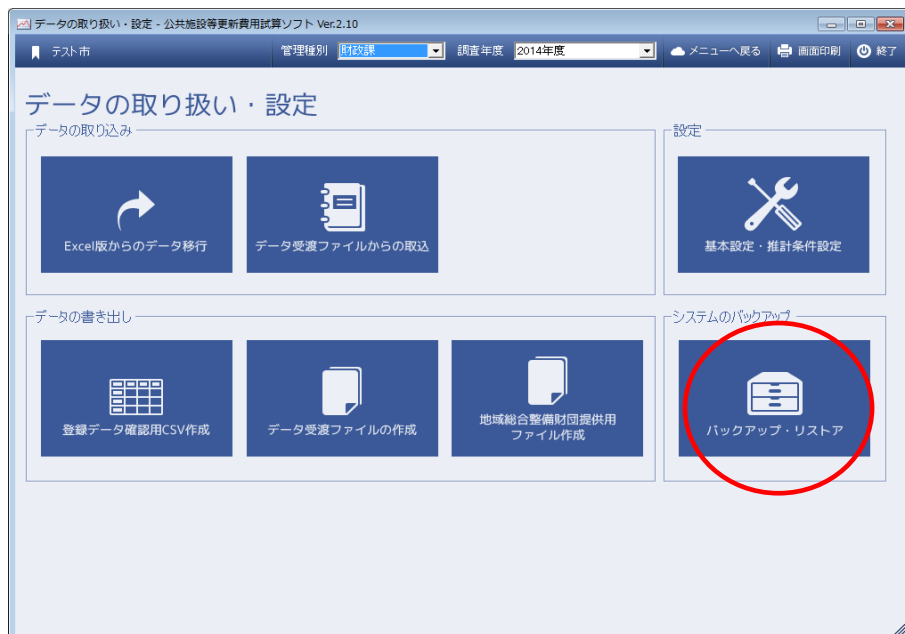 データの取り扱い・設定 - 公共施設等更新費用試算ソフト Ver.2.10
テスト市 管理種別 財政課 調査年度 2014年度 メニューへ戻る 画面印刷 終了
データの取り扱い・設定
データの取り込み
設定
Excel版からのデータ移行
データ受渡ファイルからの取込
基本設定・推計条件設定
データの書き出し
システムのバックアップ
登録データ確認用CSV作成
データ受渡ファイルの作成
地域総合整備財団提供用
ファイル作成
バックアップ・リストア